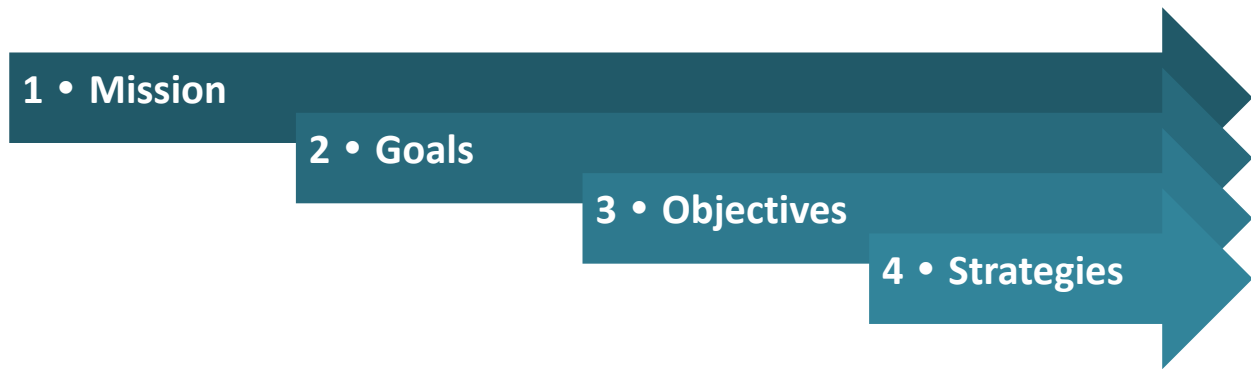 1 • Mission
2 • Goals
3 • Objectives
4 • Strategies